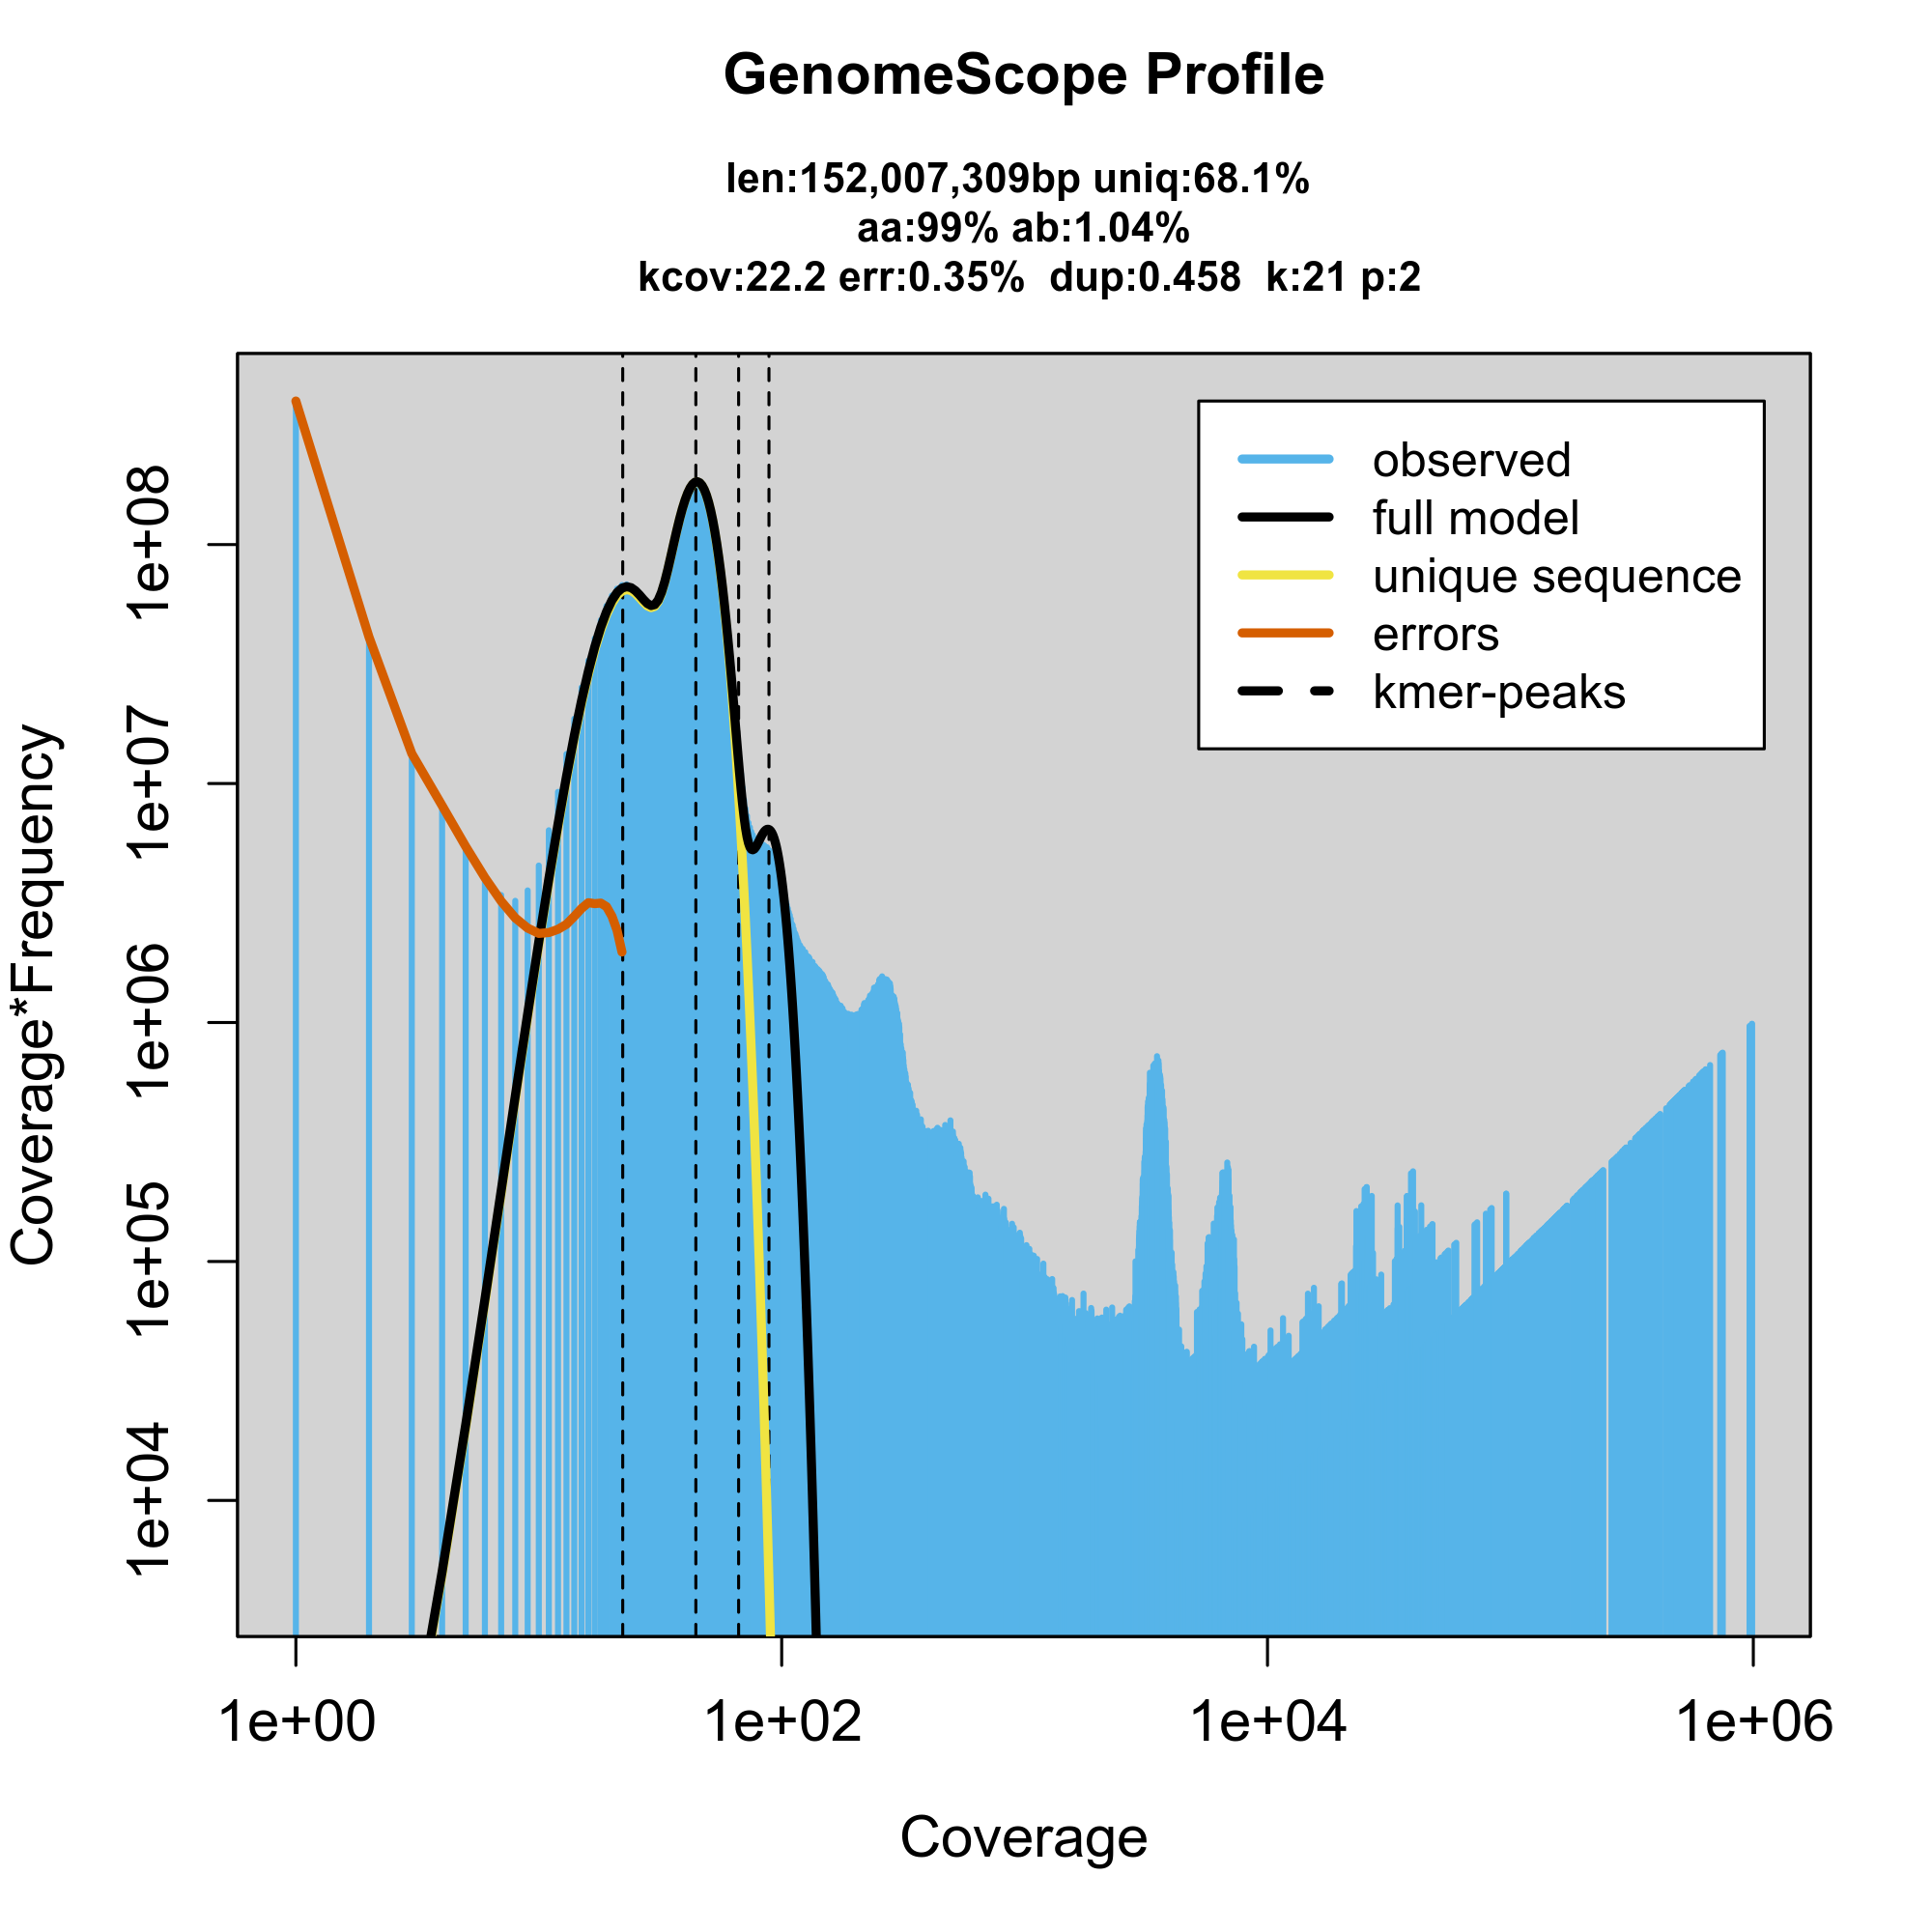 GenomeScope Profile
len:152,007,309bp uniq:68.1%
aa:99% ab:1.04%
kcov:22.2 err:0.35%  dup:0.458  k:21 p:2
observed
full model
unique sequence
errors
kmer-peaks
Coverage*Frequency
1e+08
1e+07
1e+06
1e+05
1e+04
1e+00
1e+02
1e+04
1e+06
Coverage